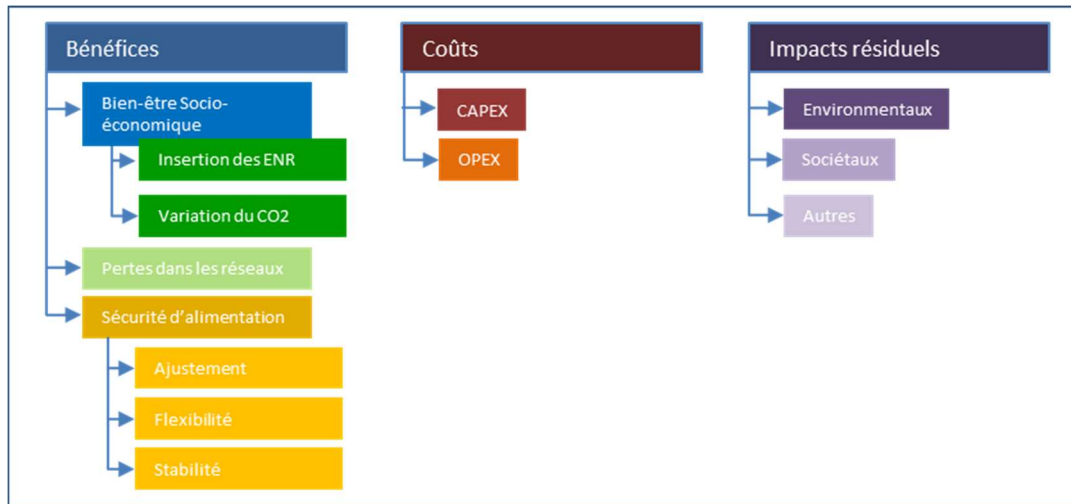 Bénéfices
Bien-être Socio-
économique
Insertion des ENR
Variation du CO2
Pertes dans les réseaux
Sécurité d'alimentation
Ajustement
Flexibilité
Stabilité
Coûts
CAPEX
OPEX
Impacts résiduels
Environmentaux
Sociétaux
Autres